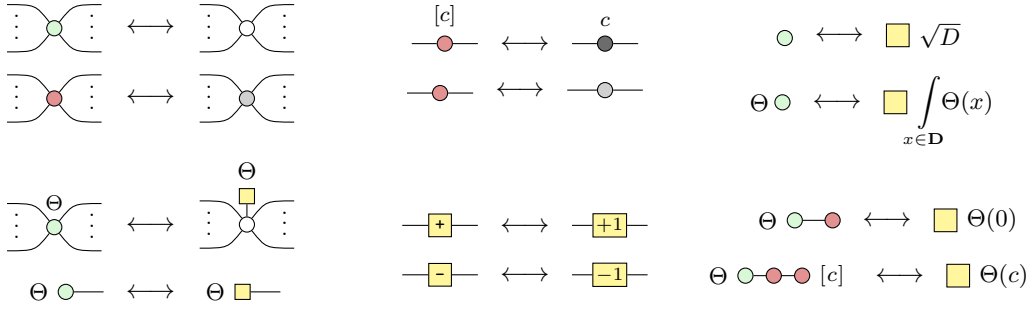 [c] c
√D
Θ ∫ Θ(x)
x∈D
Θ
Θ
Θ Θ(0)
+ +1
− −1
Θ [c] Θ(c)
Θ Θ